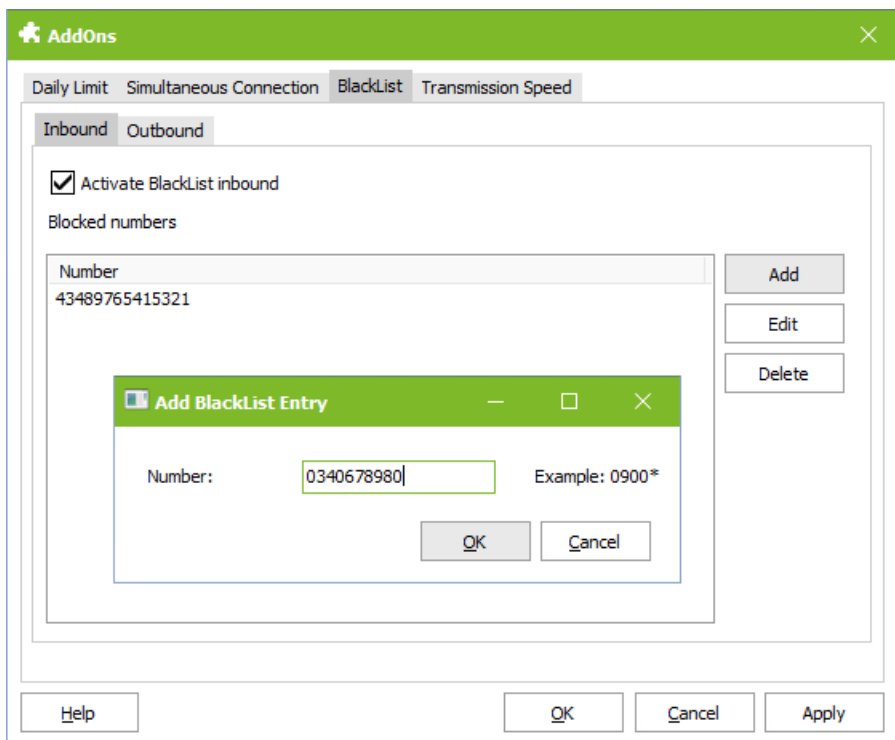 AddOns
Daily Limit Simultaneous Connection BlackList Transmission Speed
Inbound Outbound
Activate BlackList inbound
Blocked numbers
Number
43489765415321
Add
Edit
Delete
Add BlackList Entry
Number: 0340678980 Example: 0900*
OK Cancel
Help OK Cancel Apply